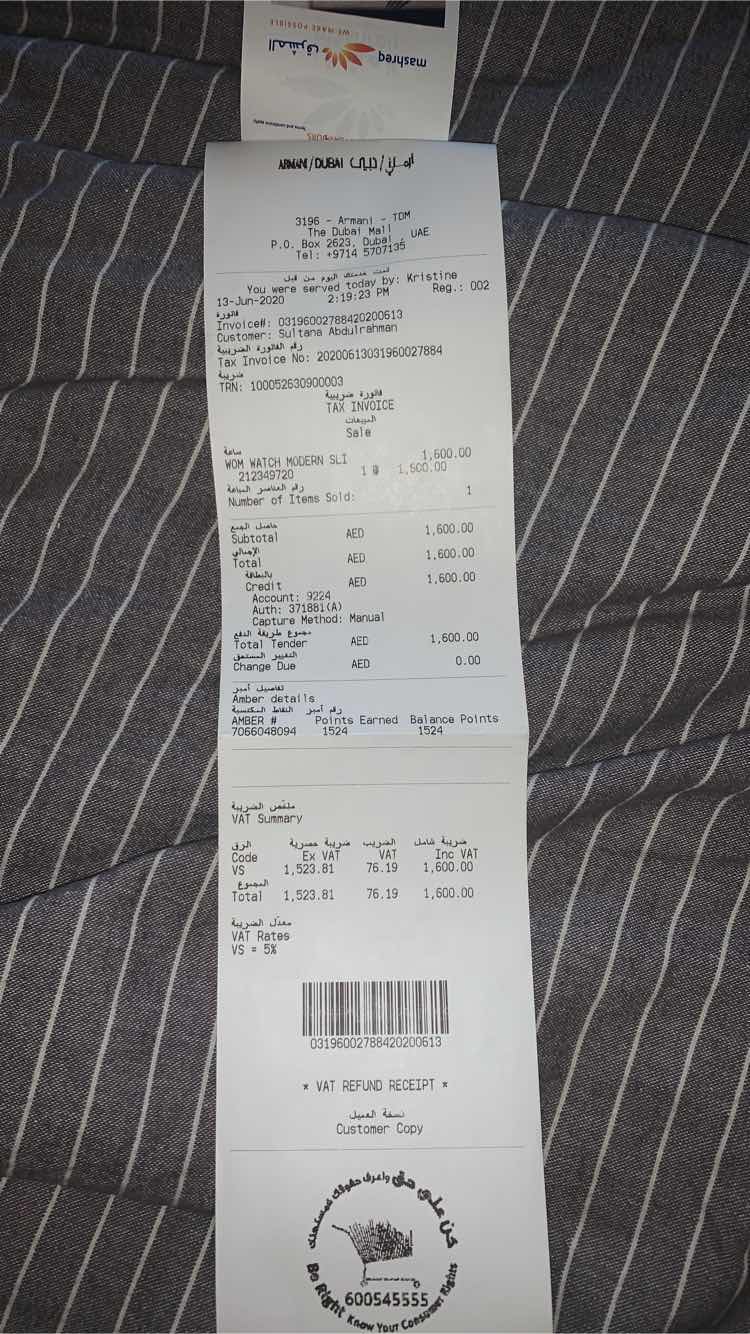 WE MAKE POSSIBLE
المشرق mashreq
Terms and conditions apply
ARMANI/DUBAI أرماني/دبي
3196 - Armani - TDM
The Dubai Mall
P.O. Box 2623, Dubai, UAE
Tel: +9714 5707135
تمت خدمتك اليوم من قبل
You were served today by: Kristine
13-Jun-2020 2:19:23 PM Reg.: 002
فاتورة
Invoice#: 03196002788420200613
Customer: Sultana Abdulrahman
رقم الفاتورة الضريبية
Tax Invoice No: 20200613031960027884
ضريبة
TRN: 100052630900003
فاتورة ضريبية
TAX INVOICE
المبيعات
Sale
ساعة
WOM WATCH MODERN SLI 1,600.00
212349720 1 @ 1,600.00
رقم العناصر المباعة
Number of Items Sold: 1
حاصل الجمع
Subtotal AED 1,600.00
الإجمالي
Total AED 1,600.00
بالبطاقة
Credit AED 1,600.00
Account: 9224
Auth: 371881(A)
Capture Method: Manual
مجموع طريقة الدفع
Total Tender AED 1,600.00
التغيير المستحق
Change Due AED 0.00
تفاصيل أمبر
Amber details
رقم أمبر النقاط المكتسبة
AMBER # Points Earned Balance Points
7066048094 1524 1524
ملخص الضريبة
VAT Summary
الرق ضريبة حصرية الضريب ضريبة شامل
Code Ex VAT VAT Inc VAT
VS 1,523.81 76.19 1,600.00
المجموع
Total 1,523.81 76.19 1,600.00
معدل الضريبة
VAT Rates
VS = 5%
03196002788420200613
* VAT REFUND RECEIPT *
نسخة العميل
Customer Copy
كن على حق واعرف حقوقك كمستهلك
600545555
Be Right Know Your Consumer Rights